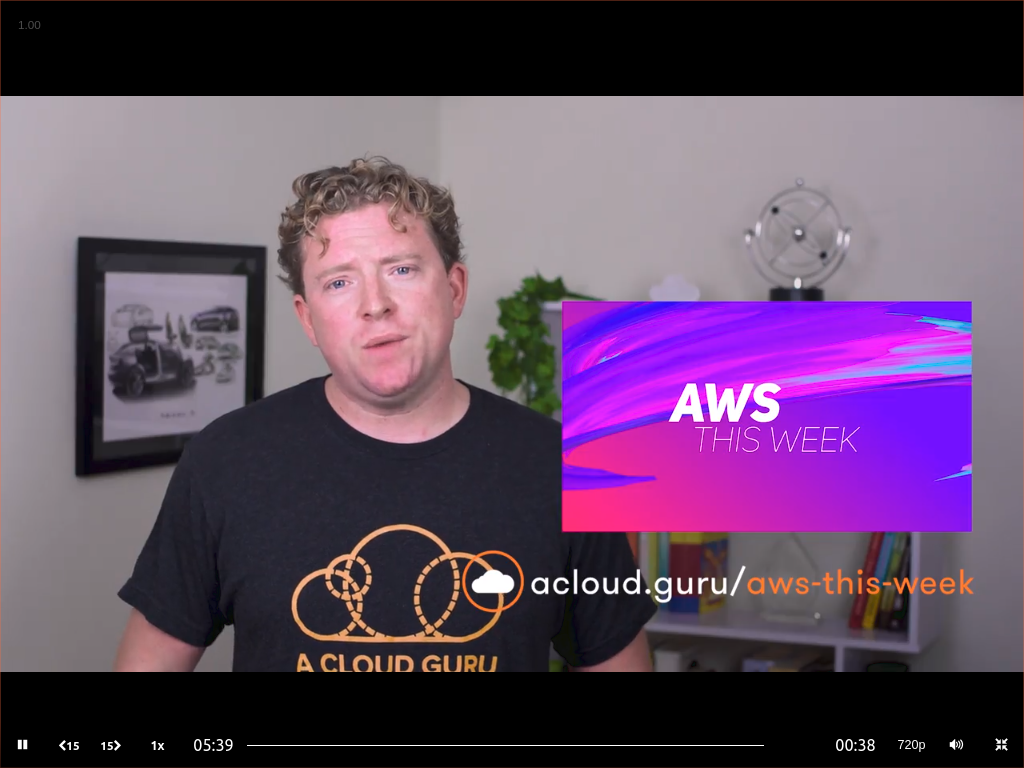 1.00
AWS
THIS WEEK
acloud.guru/aws-this-week
A CLOUD GURU
15
15
1x
05:39
00:38
720p